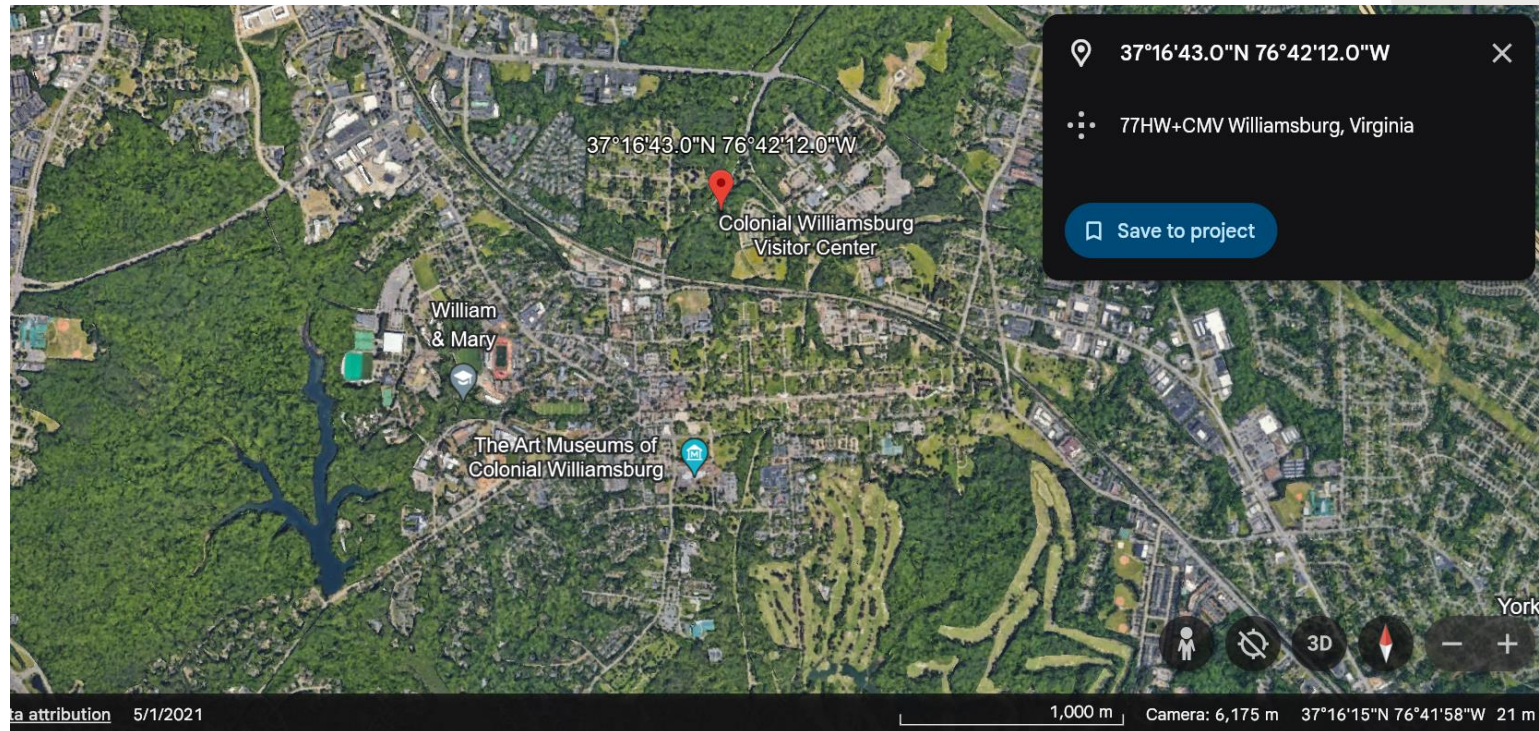 37°16'43.0"N 76°42'12.0"W
77HW+CMV Williamsburg, Virginia
Save to project
37°16'43.0"N 76°42'12.0"W
Colonial Williamsburg
Visitor Center
William
& Mary
The Art Museums of
Colonial Williamsburg
York
3D
ta attribution 5/1/2021 1,000 m Camera: 6,175 m 37°16'15"N 76°41'58"W 21 m